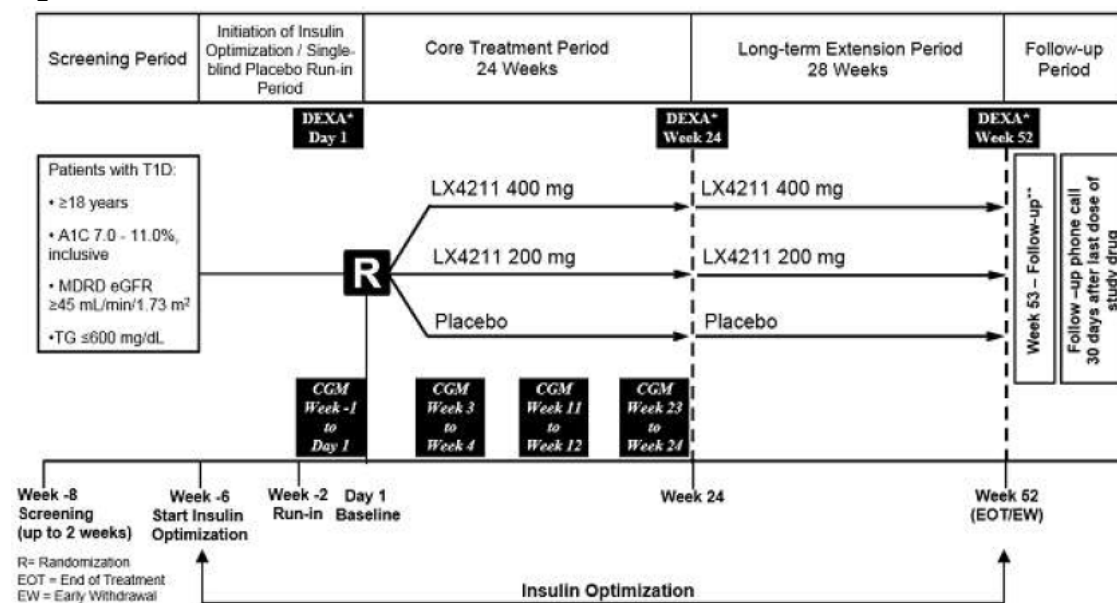 Screening Period
Initiation of Insulin
Optimization / Single-
blind Placebo Run-in
Period
Core Treatment Period
24 Weeks
Long-term Extension Period
28 Weeks
Follow-up
Period
DEXA*
Day 1
DEXA*
Week 24
DEXA*
Week 52
Patients with T1D:
• ≥18 years
• A1C 7.0 - 11.0%,
inclusive
• MDRD eGFR
≥45 mL/min/1.73 m²
•TG ≤600 mg/dL
R
LX4211 400 mg
LX4211 400 mg
LX4211 200 mg
LX4211 200 mg
Placebo
Placebo
Week 53 – Follow-up**
Follow –up phone call
30 days after last dose of
study drug
CGM
Week -1
to
Day 1
CGM
Week 3
to
Week 4
CGM
Week 11
to
Week 12
CGM
Week 23
to
Week 24
Week -8
Screening
(up to 2 weeks)
Week -6
Start Insulin
Optimization
Week -2
Run-in
Day 1
Baseline
Week 24
Week 52
(EOT/EW)
R= Randomization
EOT = End of Treatment
EW = Early Withdrawal
Insulin Optimization